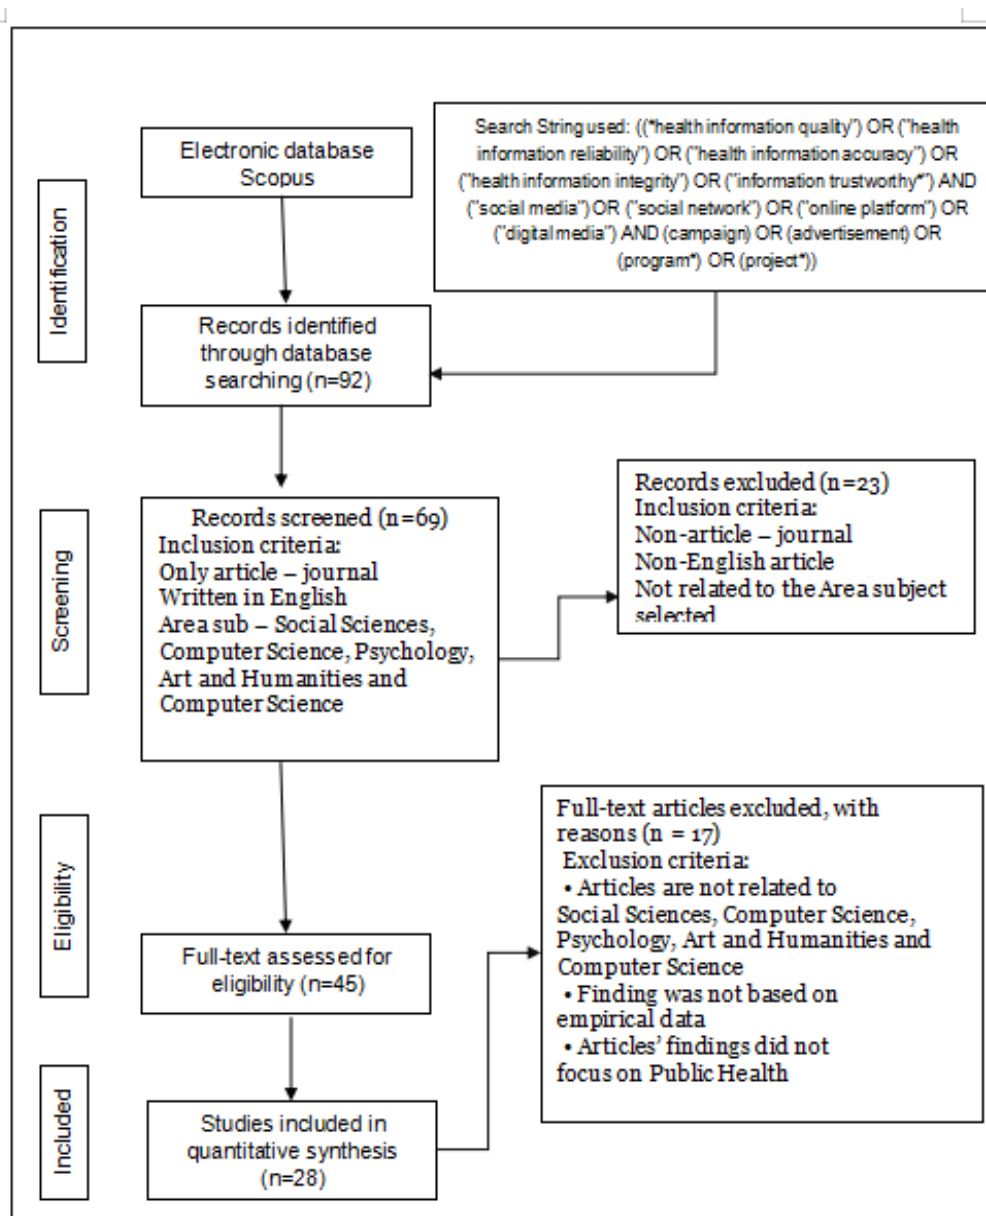 Identification
Electronic database
Scopus
Search String used: (("health information quality") OR ("health
information reliability") OR ("health information accuracy") OR
("health information integrity") OR ("information trustworthy*") AND
("social media") OR ("social network") OR ("online platform") OR
("digital media") AND (campaign) OR (advertisement) OR
(program*) OR (project*))
Records identified
through database
searching (n=92)
Screening
Records screened (n=69)
Inclusion criteria:
Only article – journal
Written in English
Area sub – Social Sciences,
Computer Science, Psychology,
Art and Humanities and
Computer Science
Records excluded (n=23)
Inclusion criteria:
Non-article – journal
Non-English article
Not related to the Area subject
selected
Eligibility
Full-text assessed for
eligibility (n=45)
Full-text articles excluded, with
reasons (n = 17)
Exclusion criteria:
• Articles are not related to
Social Sciences, Computer Science,
Psychology, Art and Humanities and
Computer Science
• Finding was not based on
empirical data
• Articles' findings did not
focus on Public Health
Included
Studies included in
quantitative synthesis
(n=28)